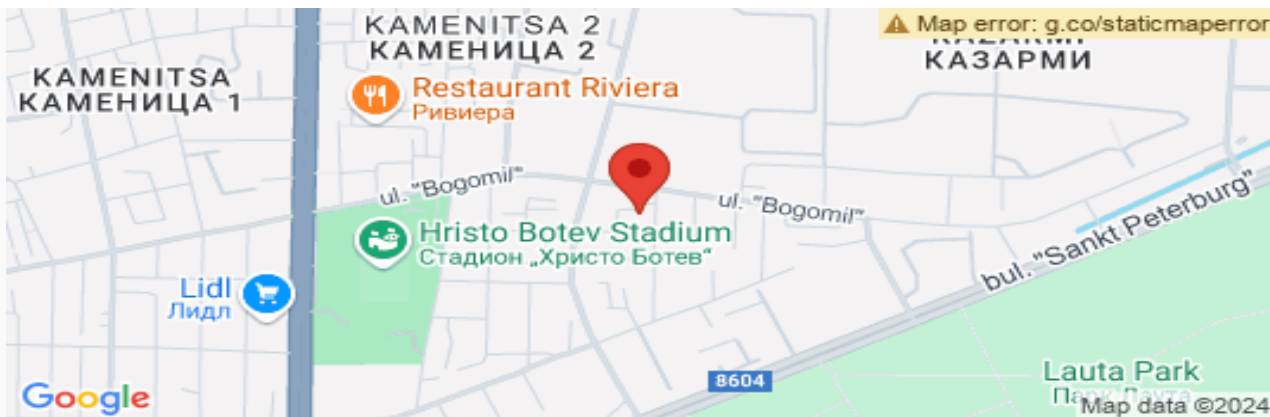 KAMENITSA 2
КАМЕНИЦА 2
Map error: g.co/staticmaperror
КАЗАРМИ
KAMENITSA
КАМЕНИЦА 1
Restaurant Riviera
Ривиера
ul. "Bogomil"
ul. "Bogomil"
Hristo Botev Stadium
Стадион „Христо Ботев“
bul. "Sankt Peterburg"
Lidl
Лидл
8604
Lauta Park
Google
Map data ©2024